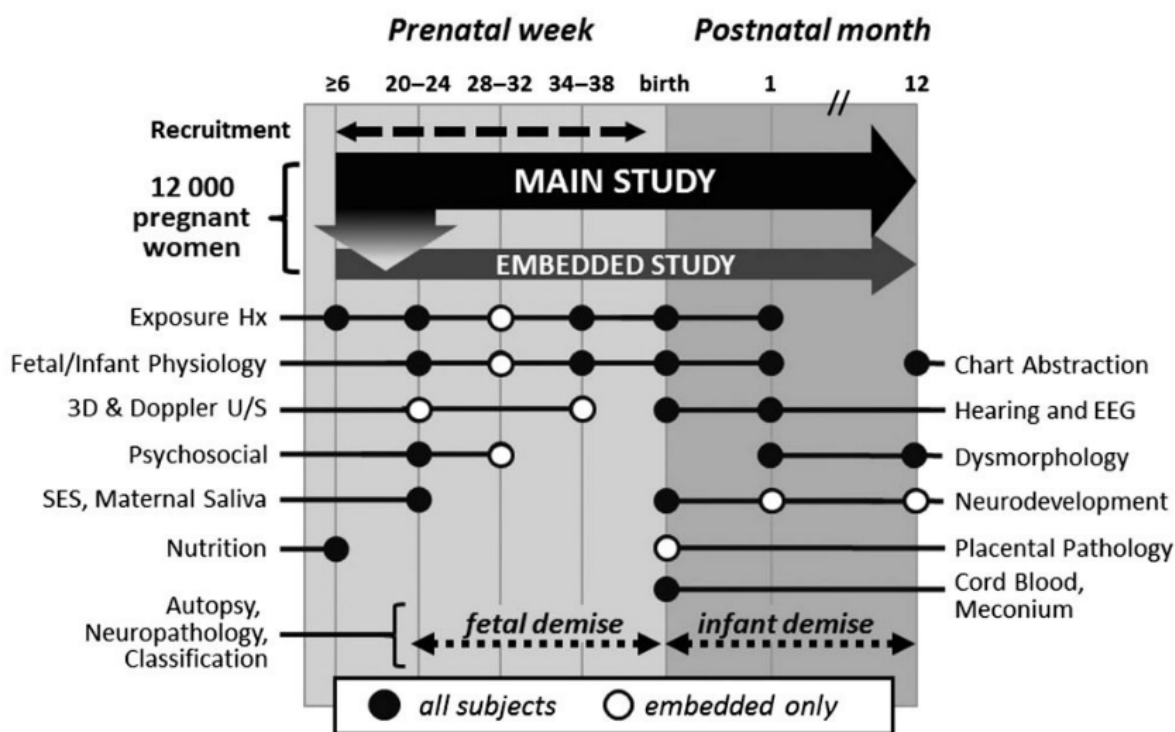 Prenatal week Postnatal month
≥6 20–24 28–32 34–38 birth 1 // 12
Recruitment
MAIN STUDY
12 000
pregnant
women
EMBEDDED STUDY
Exposure Hx
Fetal/Infant Physiology Chart Abstraction
3D & Doppler U/S Hearing and EEG
Psychosocial Dysmorphology
SES, Maternal Saliva Neurodevelopment
Nutrition Placental Pathology
Cord Blood,
Meconium
Autopsy,
Neuropathology,
Classification
fetal demise infant demise
all subjects embedded only